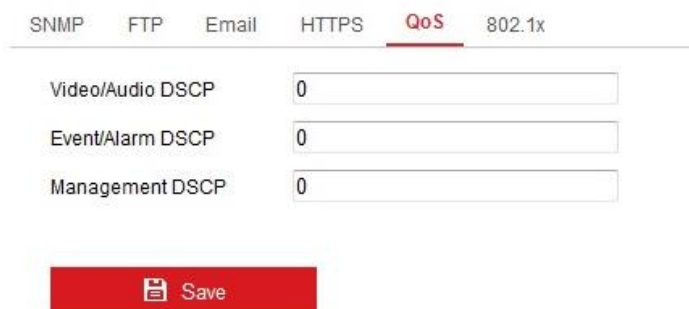 SNMP FTP Email HTTPS QoS 802.1x
Video/Audio DSCP 0
Event/Alarm DSCP 0
Management DSCP 0
Save